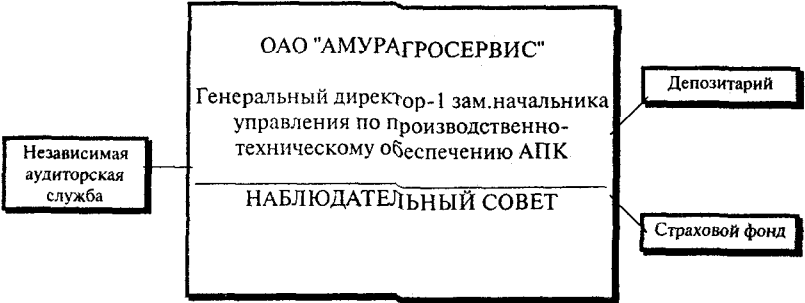 ОАО "АМУРАГРОСЕРВИС"
Генеральный директор-1 зам.начальника
управления по производственно-
техническому обеспечению АПК
НАБЛЮДАТЕЛЬНЫЙ СОВЕТ
Независимая
аудиторская
служба
Депозитарий
Страховой фонд